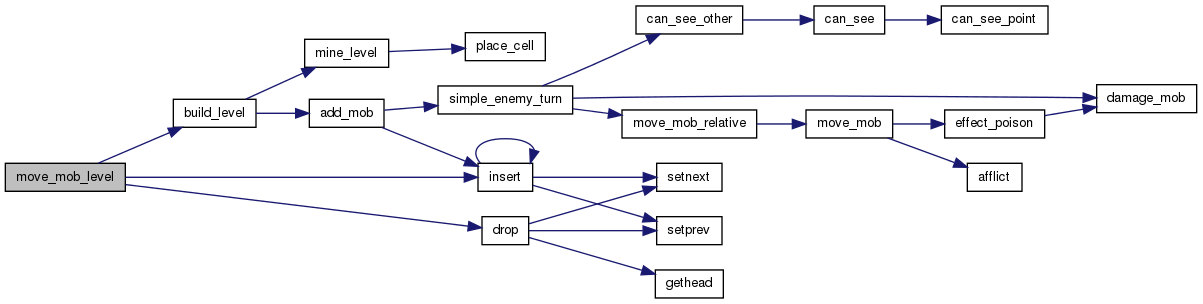 can_see_other
can_see
can_see_point
mine_level
place_cell
simple_enemy_turn
damage_mob
build_level
add_mob
move_mob_relative
move_mob
effect_poison
move_mob_level
insert
setnext
afflict
drop
setprev
gethead